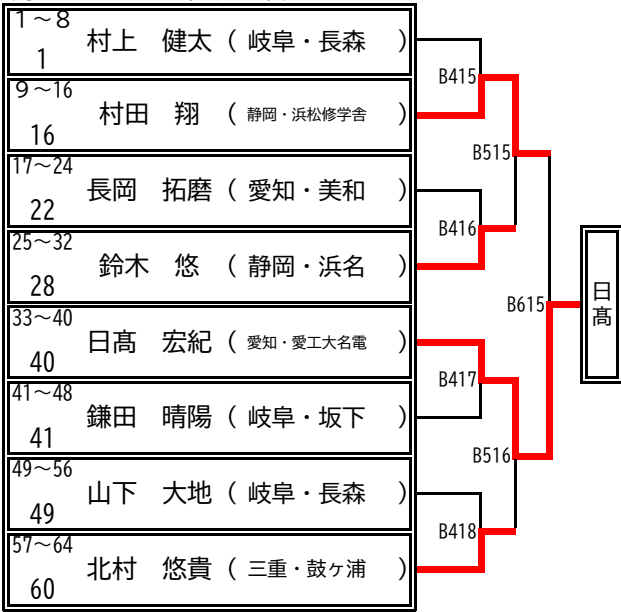 1～8
1
村上　健太（ 岐阜・長森 ）
9～16
16
村田　翔 （ 静岡・浜松修学舎 ）
17～24
22
長岡　拓磨（ 愛知・美和 ）
25～32
28
鈴木　悠 （ 静岡・浜名 ）
33～40
40
日髙　宏紀（ 愛知・愛工大名電 ）
41～48
41
鎌田　晴陽（ 岐阜・坂下 ）
49～56
49
山下　大地（ 岐阜・長森 ）
57～64
60
北村　悠貴（ 三重・鼓ヶ浦 ）
B415
B416
B417
B418
B515
B516
B615
日髙